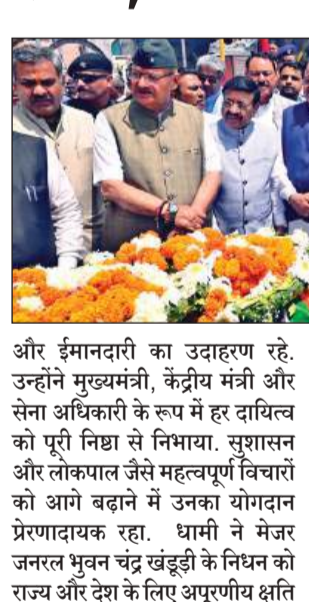 और ईमानदारी का उदाहरण रहे.
उन्होंने मुख्यमंत्री, केंद्रीय मंत्री और
सेना अधिकारी के रूप में हर दायित्व
को पूरी निष्ठा से निभाया. सुशासन
और लोकपाल जैसे महत्वपूर्ण विचारों
को आगे बढ़ाने में उनका योगदान
प्रेरणादायक रहा. धामी ने मेजर
जनरल भुवन चंद्र खंडूड़ी के निधन को
राज्य और देश के लिए अपूरणीय क्षति